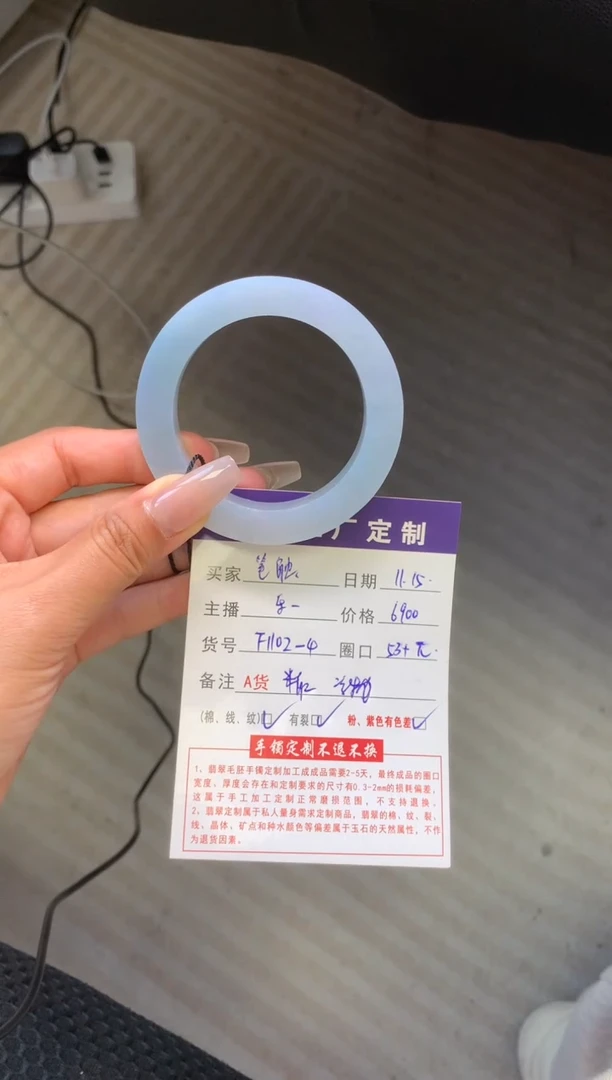 厂定制
买家 笔触 日期 11.15.
主播 价格 6900
货号 F1102-4 圈口 53+
备注 A货
(棉、线、纹)☑ 有裂☑ 粉、紫色有色差☑
手镯定制不退不换
1、翡翠毛胚手镯定制加工成成品需要2-5天，最终成品的圈口
宽度、厚度会存在和定制要求的尺寸有0.3-2mm的损耗偏差，
这属于手工加工定制正常磨损范围，不支持退换。
2、翡翠定制属于私人量身需求定制商品，翡翠的棉、纹、裂、
线、晶体、矿点和种水颜色等偏差属于玉石的天然属性，不作
为退货因素。